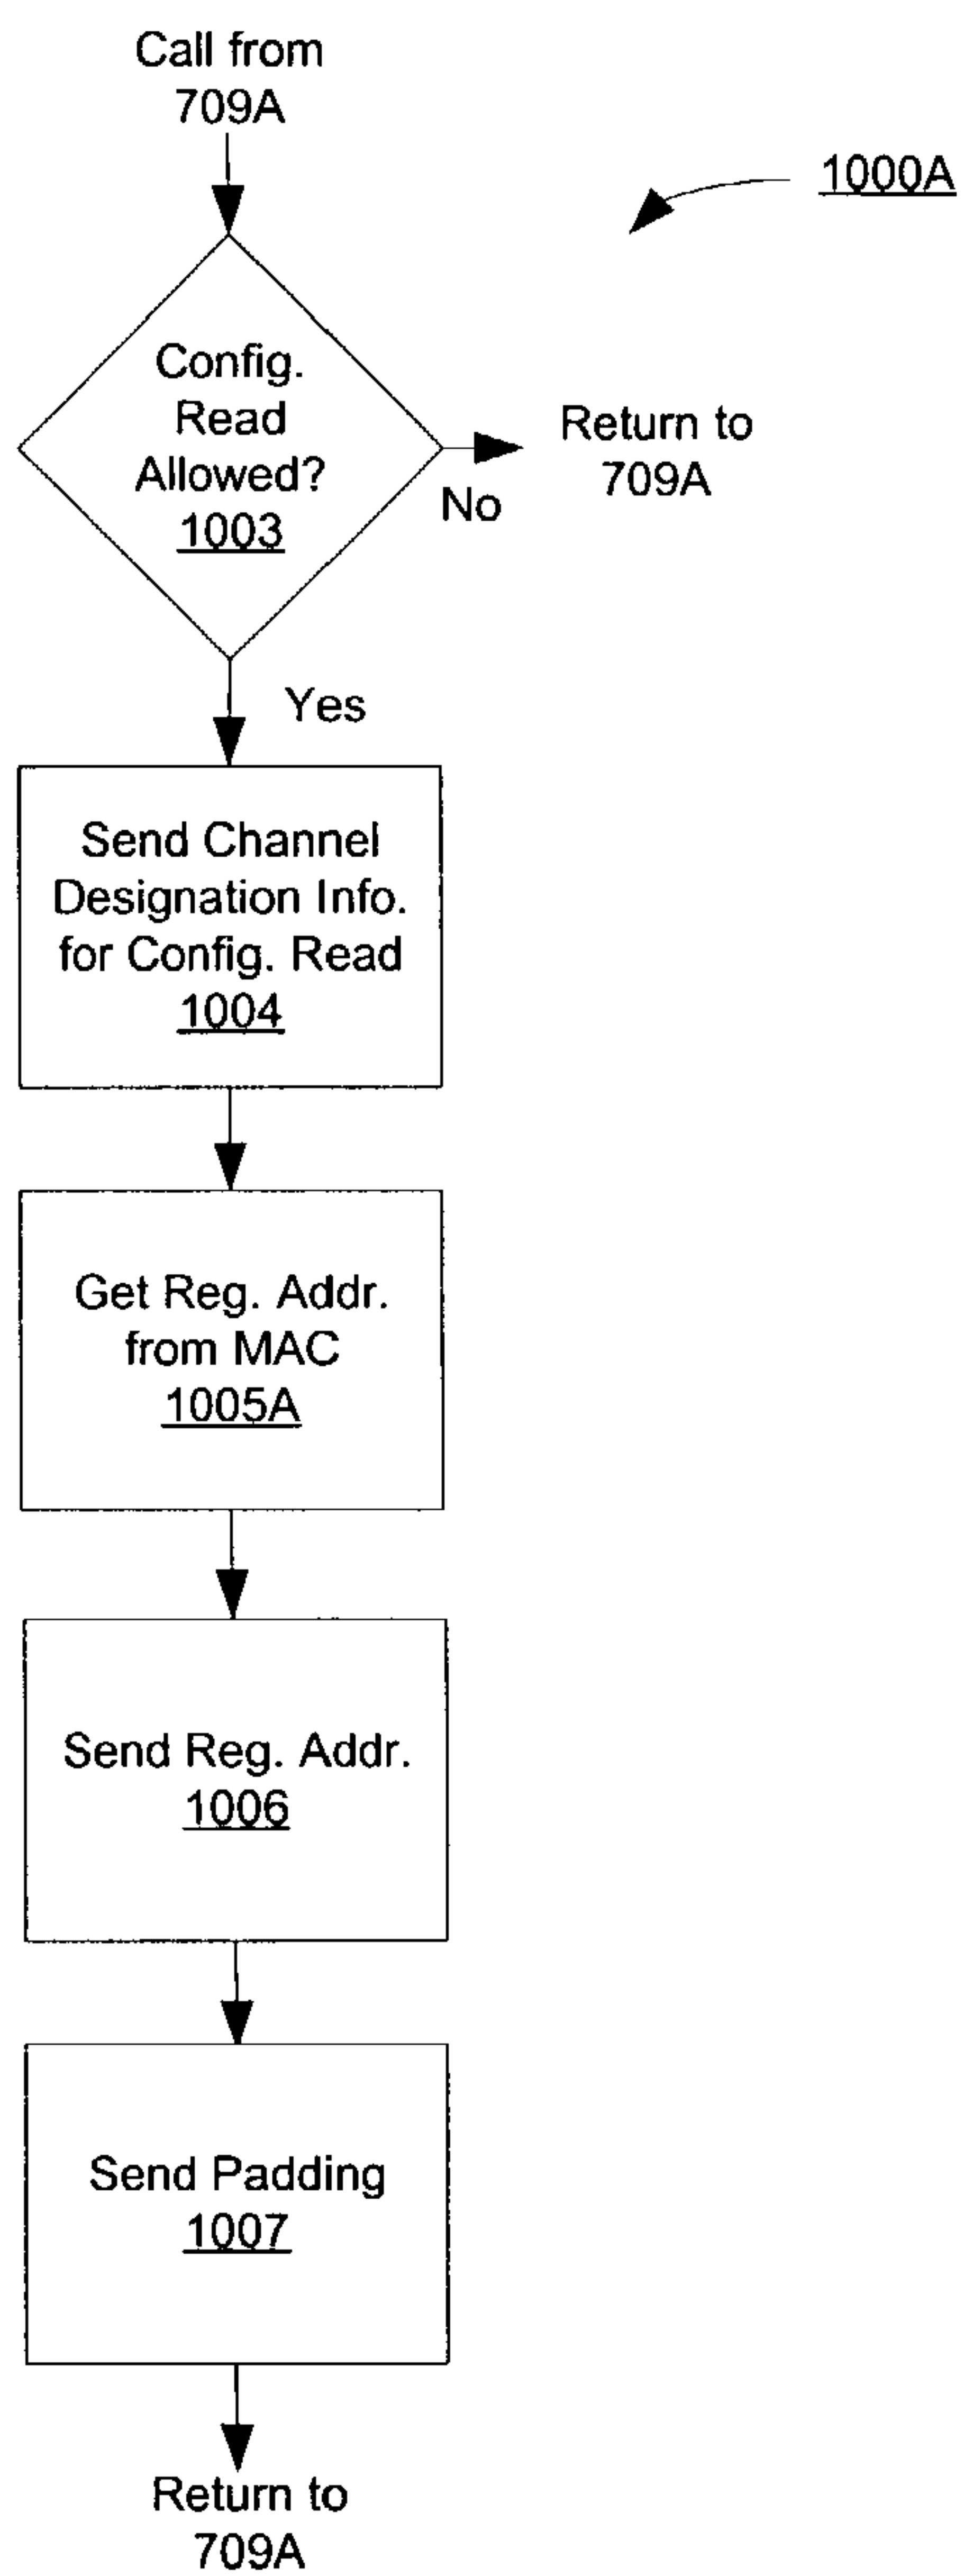 Call from
709A
1000A
Config.
Read
Allowed?
1003
Return to
709A
No
Yes
Send Channel
Designation Info.
for Config. Read
1004
Get Reg. Addr.
from MAC
1005A
Send Reg. Addr.
1006
Send Padding
1007
Return to
709A